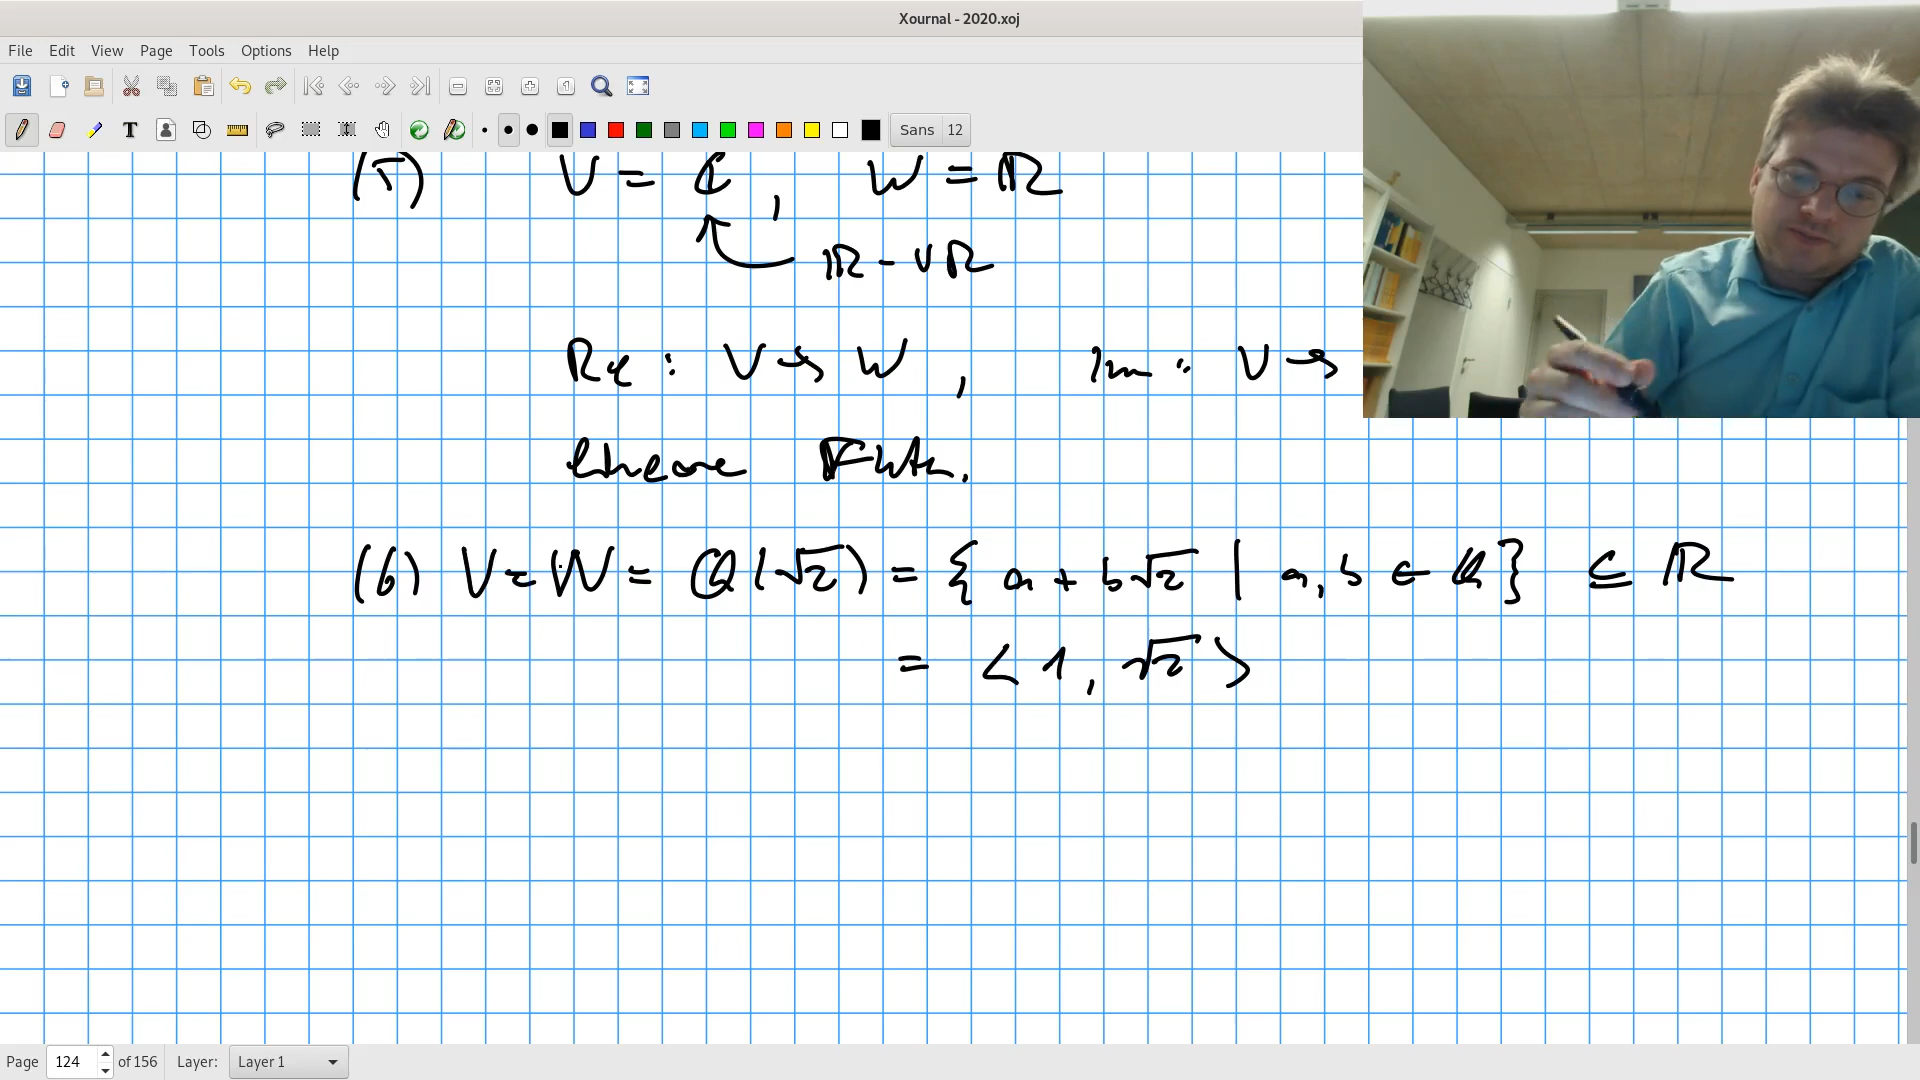 Xournal - 2020.xoj
File Edit View Page Tools Options Help
Sans 12
(5) V = ℂ, W = ℝ
ℝ - VR
Re : V → W , Im : V →
lineare Fktn.
(6) V = W = ℚ(√2) = { a + b√2 | a, b ∈ ℚ } ⊆ ℝ
= < 1, √2 >
Page 124 of 156 Layer: Layer 1